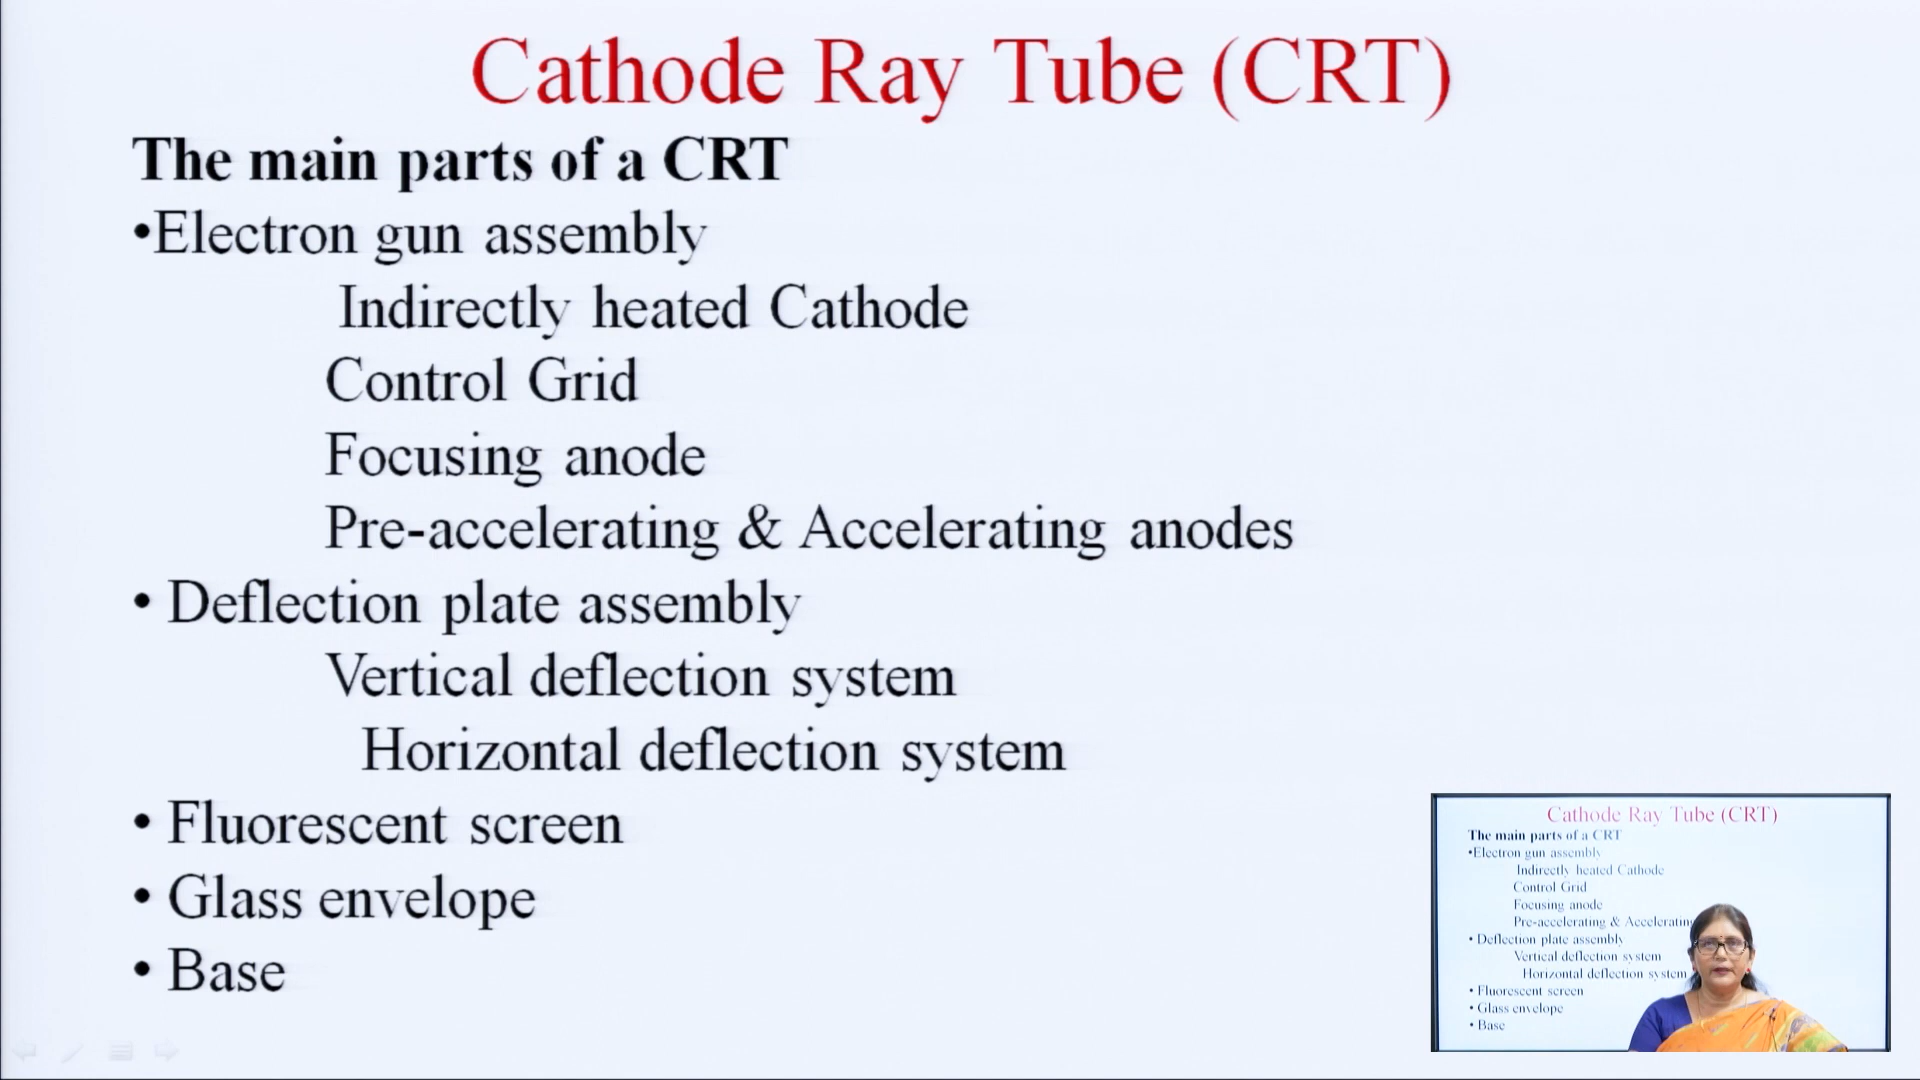 Cathode Ray Tube (CRT)
The main parts of a CRT
•Electron gun assembly
Indirectly heated Cathode
Control Grid
Focusing anode
Pre-accelerating & Accelerating anodes
• Deflection plate assembly
Vertical deflection system
Horizontal deflection system
• Fluorescent screen
• Glass envelope
• Base
Cathode Ray Tube (CRT)
The main parts of a CRT
•Electron gun assembly
Indirectly heated Cathode
Control Grid
Focusing anode
Pre-accelerating & Accelerating
• Deflection plate assembly
Vertical deflection system
Horizontal deflection system
• Fluorescent screen
• Glass envelope
• Base